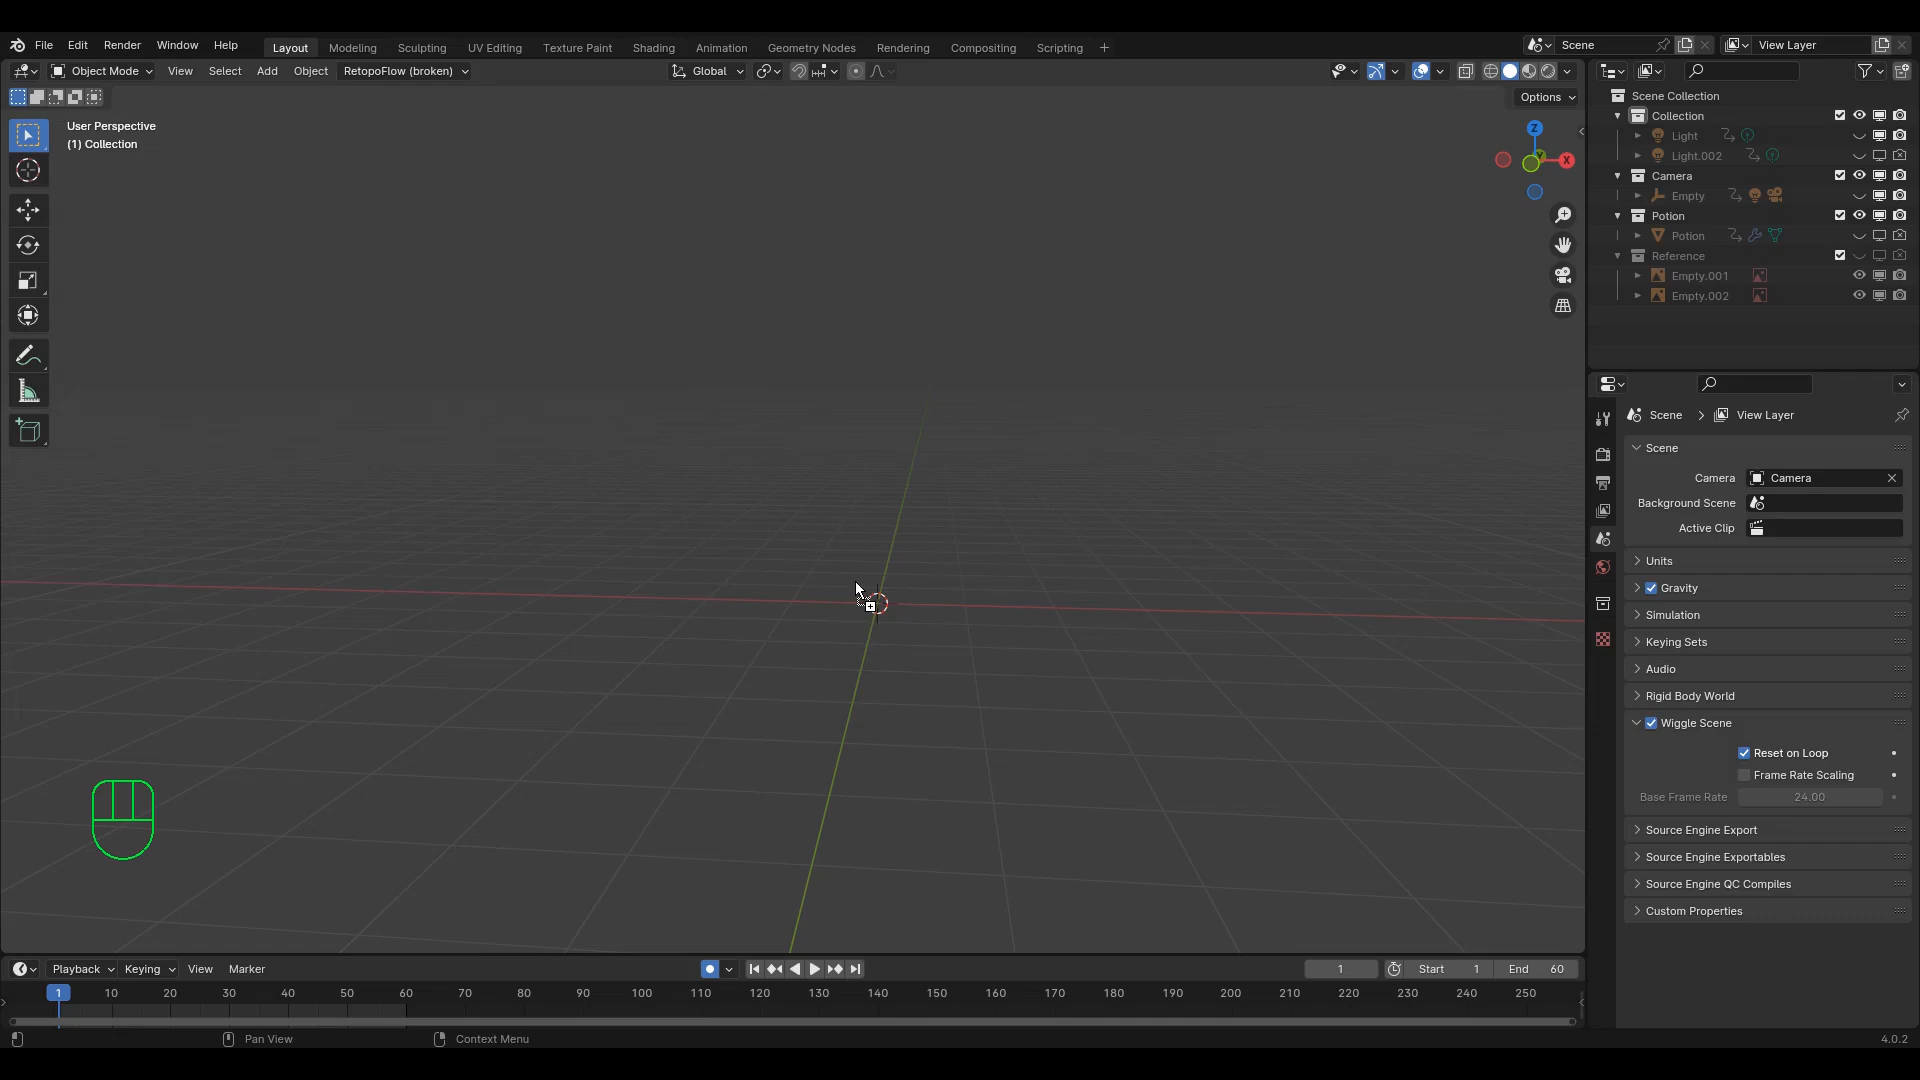 File Edit Render Window Help Layout Modeling Sculpting UV Editing Texture Paint Shading Animation Geometry Nodes Rendering Compositing Scripting + Scene View Layer
Object Mode View Select Add Object RetopoFlow (broken) Global
Options
User Perspective
(1) Collection
Z
Y
X
Scene Collection
Collection
Light
Light.002
Camera
Empty
Potion
Potion
Reference
Empty.001
Empty.002
Scene > View Layer
Scene
Camera Camera
Background Scene
Active Clip
Units
Gravity
Simulation
Keying Sets
Audio
Rigid Body World
Wiggle Scene
Reset on Loop
Frame Rate Scaling
Base Frame Rate 24.00
Source Engine Export
Source Engine Exportables
Source Engine QC Compiles
Custom Properties
Playback Keying View Marker 1 Start 1 End 60
1 10 20 30 40 50 60 70 80 90 100 110 120 130 140 150 160 170 180 190 200 210 220 230 240 250
Pan View Context Menu 4.0.2